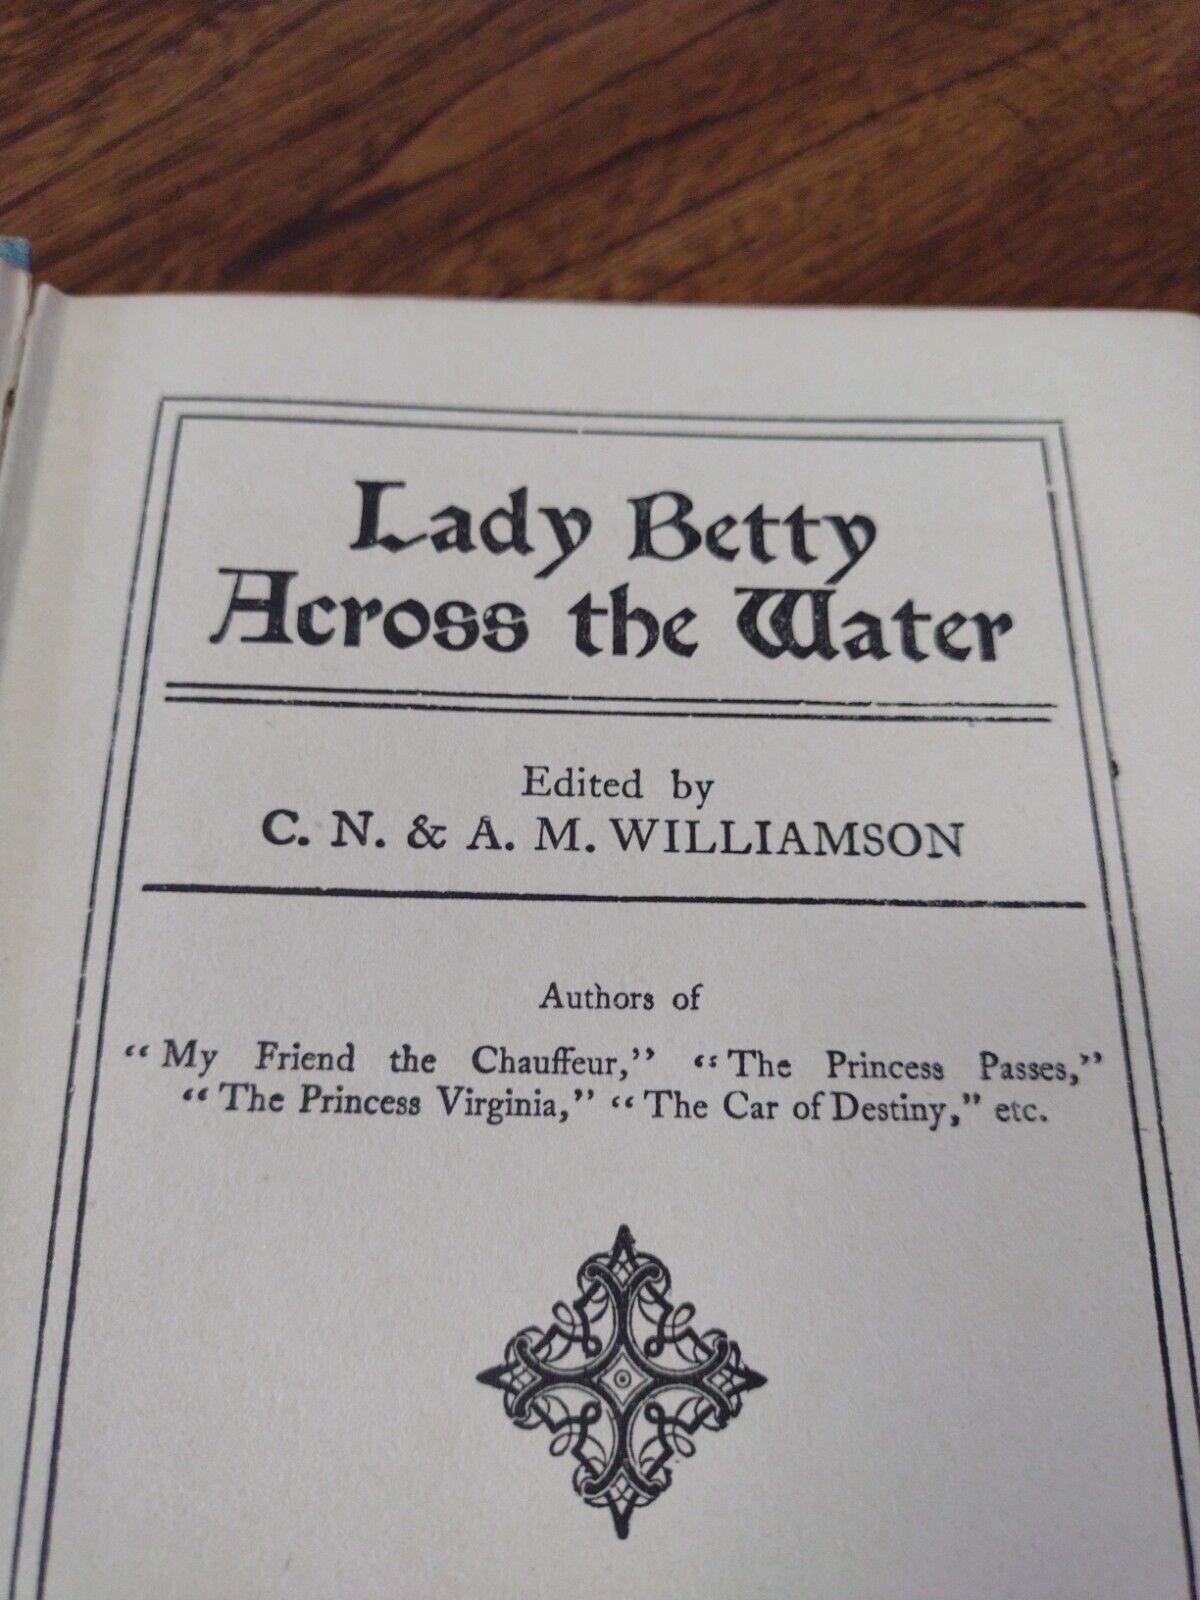 Lady Betty
Across the Water
Edited by
C. N. & A. M. WILLIAMSON
Authors of
“My Friend the Chauffeur,” “The Princess Passes,”
“The Princess Virginia,” “The Car of Destiny,” etc.